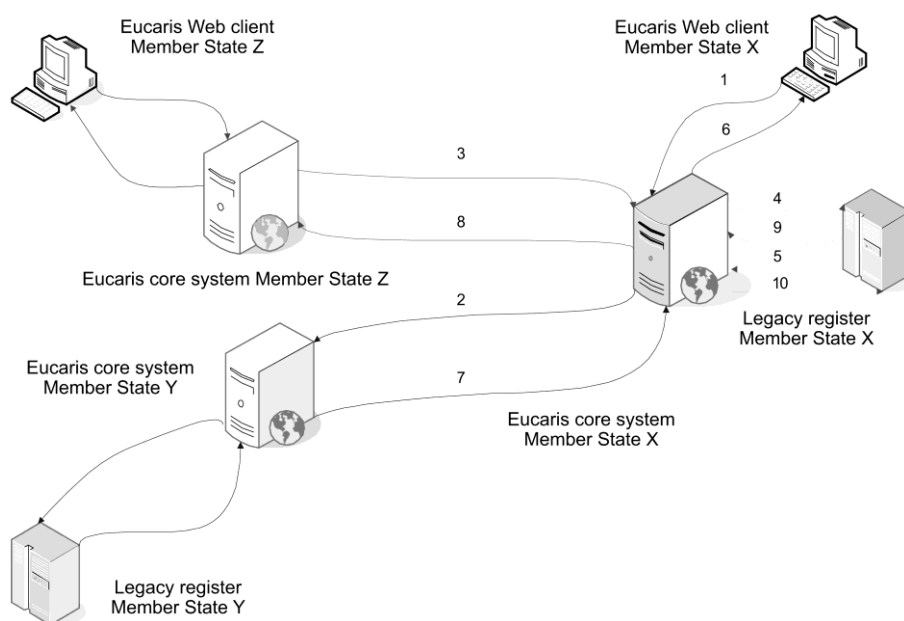 Eucaris Web client
Member State Z
Eucaris Web client
Member State X
1
6
3
4
8
9
5
10
Eucaris core system Member State Z
2
Legacy register
Member State X
Eucaris core system
Member State Y
7
Eucaris core system
Member State X
Legacy register
Member State Y